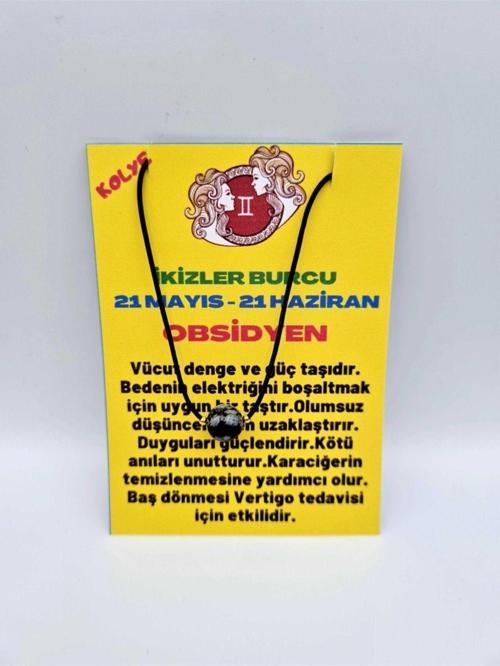 KOLYE
II
İKİZLER BURCU
21 MAYIS - 21 HAZİRAN
OBSİDYEN
Vücut denge ve güç taşıdır.
Bedenin elektriğini boşaltmak
için uygun bir taştır.Olumsuz
uzaklaştırır.
Duyguları güçlendirir.Kötü
anıları unutturur.Karaciğerin
temizlenmesine yardımcı olur.
Baş dönmesi Vertigo tedavisi
için etkilidir.